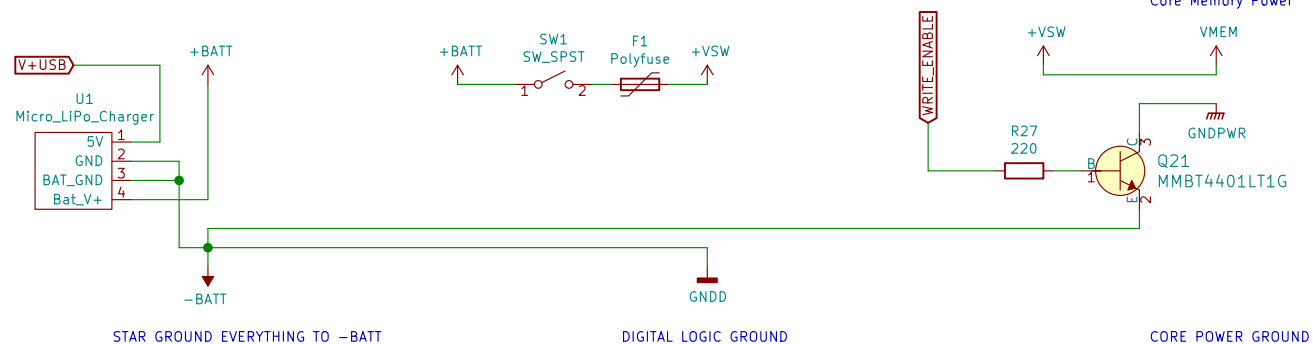 Core Memory Power
+BATT
SW1
SW_SPST
F1
Polyfuse
+BATT
+VSW
+VSW
VMEM
V+USB
WRITE_ENABLE
U1
Micro_LiPo_Charger
1
2
5V
1
GND
2
BAT_GND
3
Bat_V+
4
R27
220
GNDPWR
C
3
B
1
Q21
MMBT4401LT1G
E
2
-BATT
GNDD
STAR GROUND EVERYTHING TO -BATT
DIGITAL LOGIC GROUND
CORE POWER GROUND